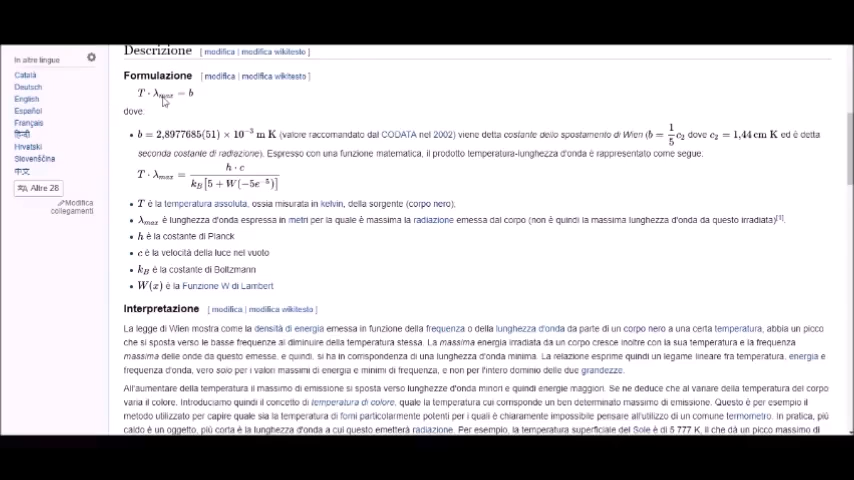 In altre lingue
Català
Deutsch
English
Español
Français
हिन्दी
Hrvatski
Slovenščina
中文
Altre 28
Modifica
collegamenti
Descrizione [ modifica | modifica wikitesto ]
Formulazione [ modifica | modifica wikitesto ]
T · λmax = b
dove:
b = 2,8977685(51) × 10⁻³ m K (valore raccomandato dal CODATA nel 2002) viene detta costante dello spostamento di Wien (b = 1/5 c₂ dove c₂ = 1,44 cm K ed è detta
seconda costante di radiazione). Espresso con una funzione matematica, il prodotto temperatura-lunghezza d'onda è rappresentato come segue.
T · λmax = h · c / kB[5 + W(−5e⁻⁵)]
T è la temperatura assoluta, ossia misurata in kelvin, della sorgente (corpo nero);
λmax è lunghezza d'onda espressa in metri per la quale è massima la radiazione emessa dal corpo (non è quindi la massima lunghezza d'onda da questo irradiata)[1].
h è la costante di Planck
c è la velocità della luce nel vuoto
kB è la costante di Boltzmann
W(x) è la Funzione W di Lambert
Interpretazione [ modifica | modifica wikitesto ]
La legge di Wien mostra come la densità di energia emessa in funzione della frequenza o della lunghezza d'onda da parte di un corpo nero a una certa temperatura, abbia un picco
che si sposta verso le basse frequenze al diminuire della temperatura stessa. La massima energia irradiata da un corpo cresce inoltre con la sua temperatura e la frequenza
massima delle onde da questo emesse, e quindi, si ha in corrispondenza di una lunghezza d'onda minima. La relazione esprime quindi un legame lineare fra temperatura, energia e
frequenza d'onda, vero solo per i valori massimi di energia e minimi di frequenza, e non per l'intero dominio delle due grandezze.
All'aumentare della temperatura il massimo di emissione si sposta verso lunghezze d'onda minori e quindi energie maggiori. Se ne deduce che al variare della temperatura del corpo
varia il colore. Introduciamo quindi il concetto di temperatura di colore, quale la temperatura cui corrisponde un ben determinato massimo di emissione. Questo è per esempio il
metodo utilizzato per capire quale sia la temperatura di forni particolarmente potenti per i quali è chiaramente impossibile pensare all'utilizzo di un comune termometro. In pratica, più
caldo è un oggetto, più corta è la lunghezza d'onda a cui questo emetterà radiazione. Per esempio, la temperatura superficiale del Sole è di 5 777 K, il che dà un picco massimo di